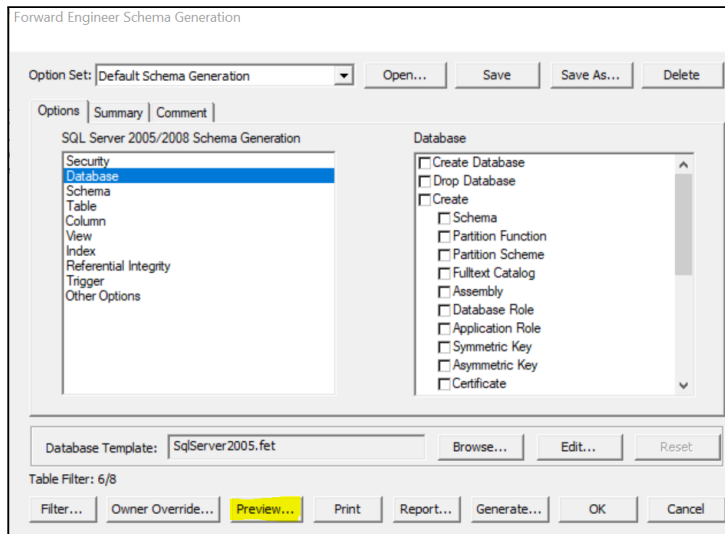 Forward Engineer Schema Generation
Option Set: Default Schema Generation Open... Save Save As... Delete
Options Summary Comment
SQL Server 2005/2008 Schema Generation Database
Security
Database
Schema
Table
Column
View
Index
Referential Integrity
Trigger
Other Options
Create Database
Drop Database
Create
Schema
Partition Function
Partition Scheme
Fulltext Catalog
Assembly
Database Role
Application Role
Symmetric Key
Asymmetric Key
Certificate
Database Template: SqlServer2005.fet Browse... Edit... Reset
Table Filter: 6/8
Filter... Owner Override... Preview... Print Report... Generate... OK Cancel